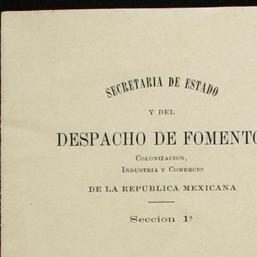 SECRETARIA DE ESTADO
Y DEL
DESPACHO DE FOMENTO
COLONIZACION,
INDUSTRIA Y COMERCIO
DE LA REPUBLICA MEXICANA
Seccion 1ª